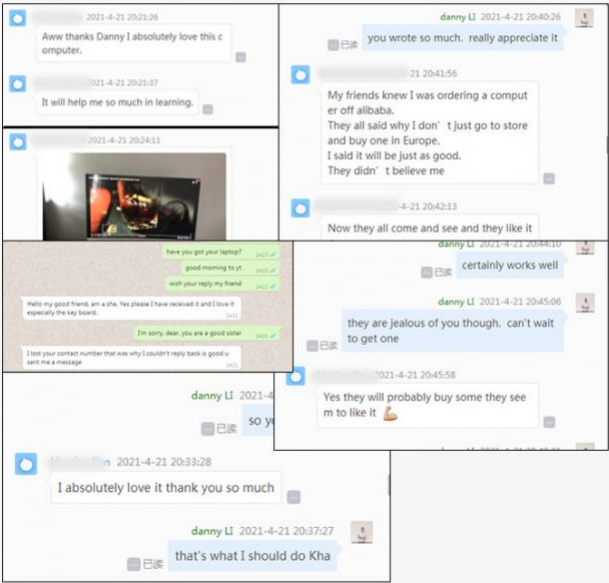 2021-4-21 20:21:26
Aww thanks Danny I absolutely love this c
omputer.
2021-4-21 20:21:37
It will help me so much in learning.
2021-4-21 20:24:11
danny LI 2021-4-21 20:40:26
已读
you wrote so much. really appreciate it
-21 20:41:56
My friends knew I was ordering a comput
er off alibaba.
They all said why I don't just go to store
and buy one in Europe.
I said it will be just as good.
They didn't believe me
-4-21 20:42:13
Now they all come and see and they like it
have you got your laptop?
good morning to yt
wish your reply my friend
Hello my good friend. am a she. Yes please I have received it and I love it
especially the key board.
I'm sorry, dear, you are a good sister
I lost your contact number that was why I couldn't reply back is good u
sent me a message
danny LI 2021-4-21 20:44:10
已读
certainly works well
danny LI 2021-4-21 20:45:06
已读
they are jealous of you though. can't wait
to get one
2021-4-21 20:45:58
Yes they will probably buy some they see
m to like it
danny LI 2021-4
已读
so ye
2021-4-21 20:33:28
I absolutely love it thank you so much
danny LI 2021-4-21 20:37:27
已读
that's what I should do Kha